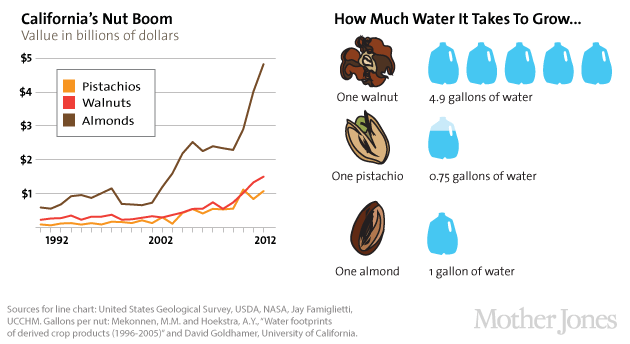 California's Nut Boom
Value in billions of dollars
$5
$4
$3
$2
$1
Pistachios
Walnuts
Almonds
1992
2002
2012
How Much Water It Takes To Grow...
One walnut
4.9 gallons of water
One pistachio
0.75 gallons of water
One almond
1 gallon of water
Sources for line chart: United States Geological Survey, USDA, NASA, Jay Famiglietti,
UCCHM. Gallons per nut: Mekonnen, M.M. and Hoekstra, A.Y., "Water footprints
of derived crop products (1996-2005)" and David Goldhamer, University of California.
Mother Jones